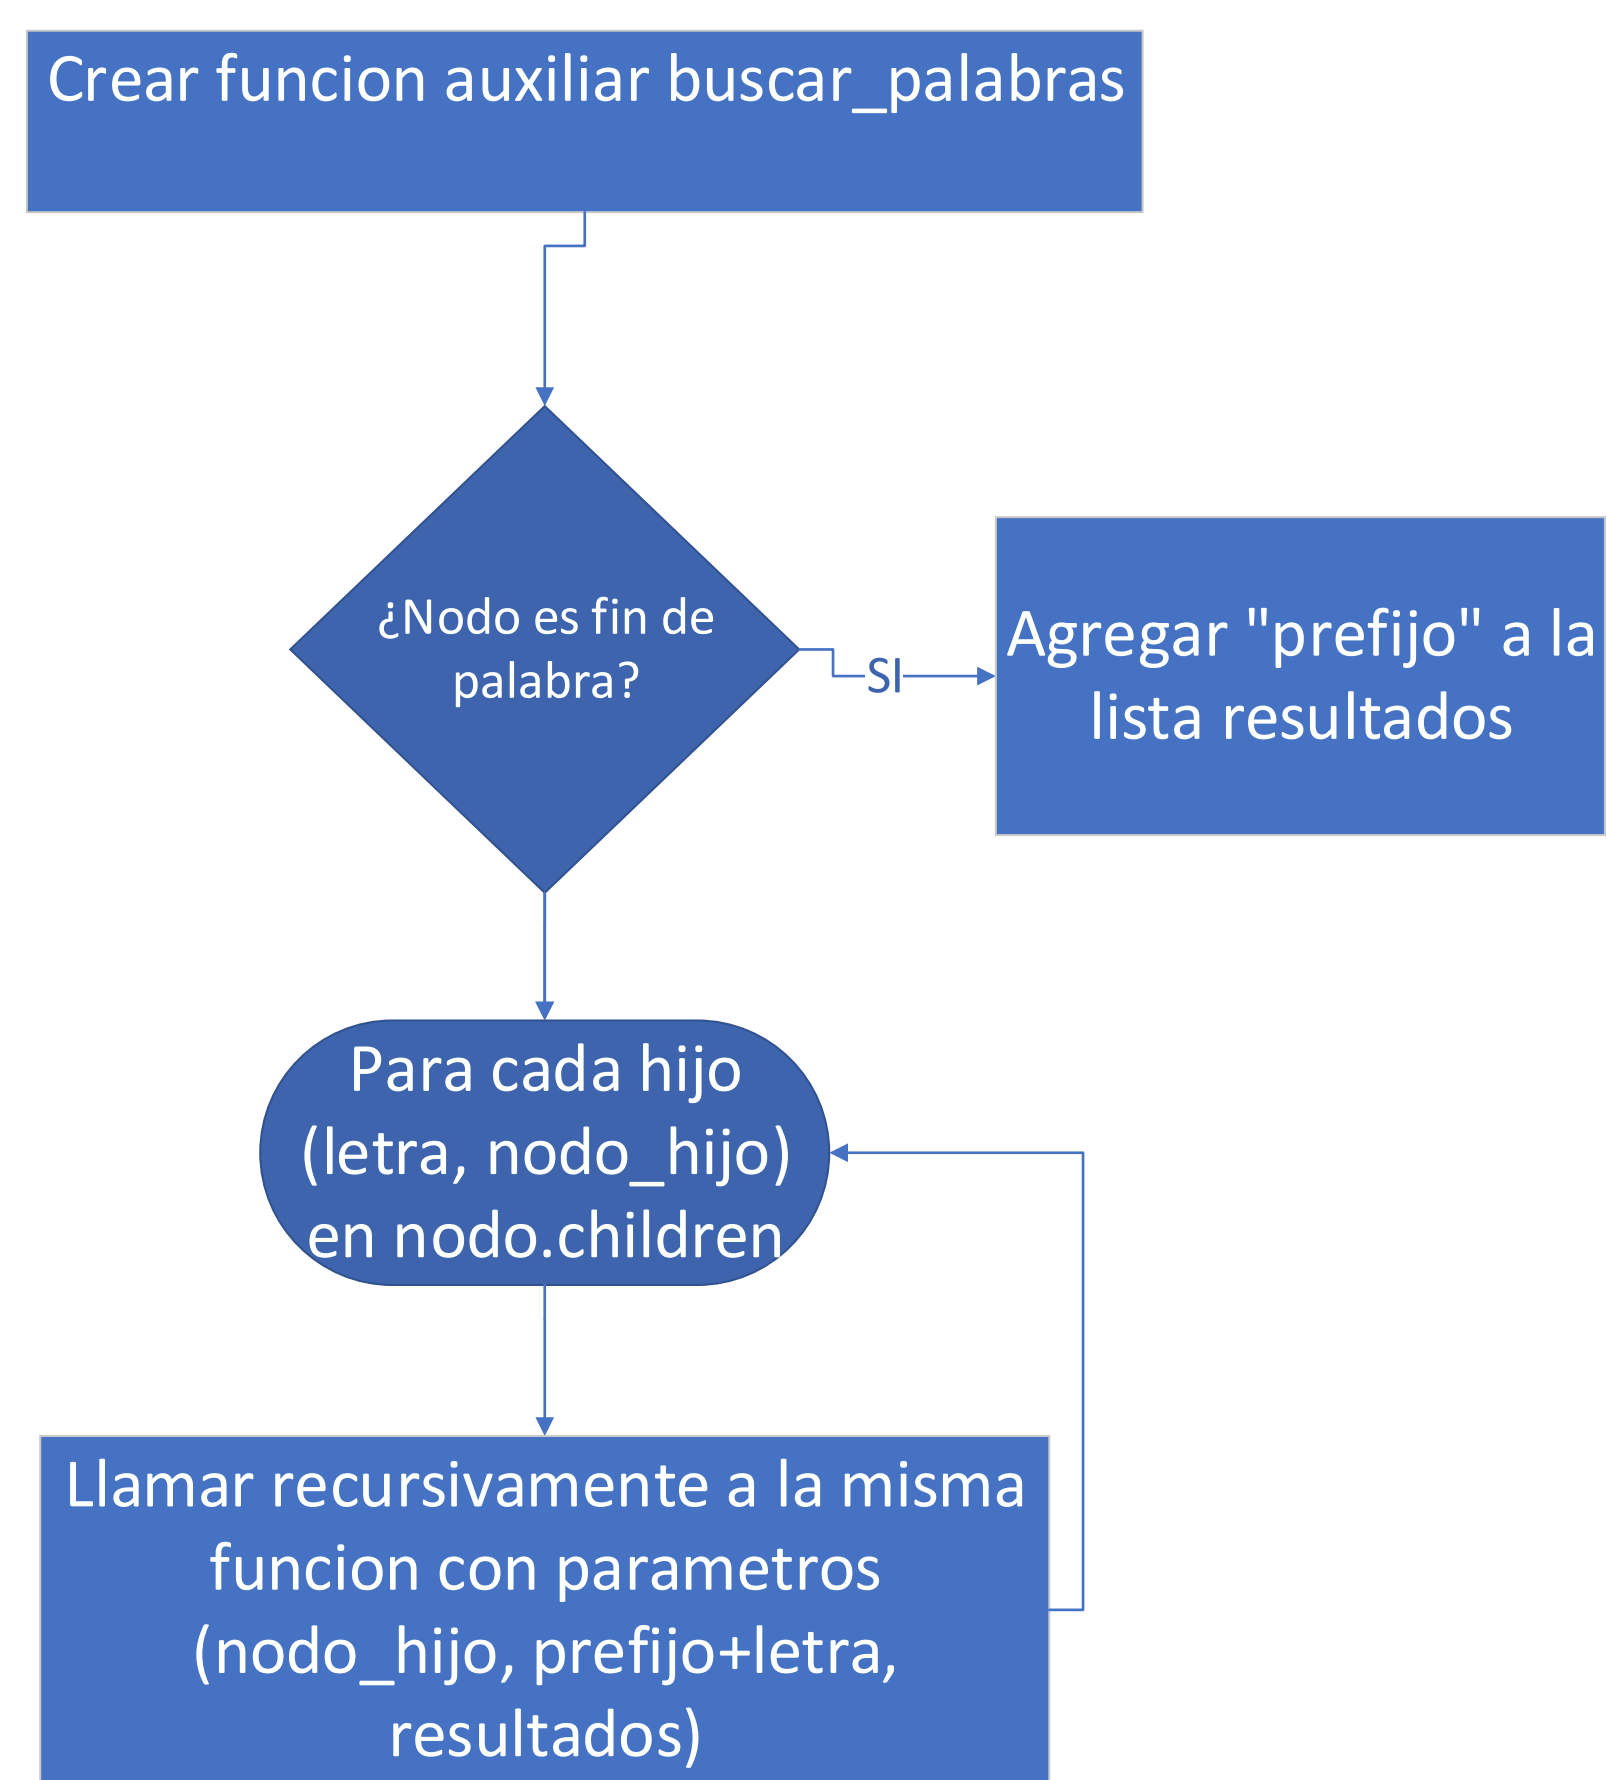 Crear funcion auxiliar buscar_palabras
¿Nodo es fin de
palabra?
SI
Agregar "prefijo" a la
lista resultados
Para cada hijo
(letra, nodo_hijo)
en nodo.children
Llamar recursivamente a la misma
funcion con parametros
(nodo_hijo, prefijo+letra,
resultados)